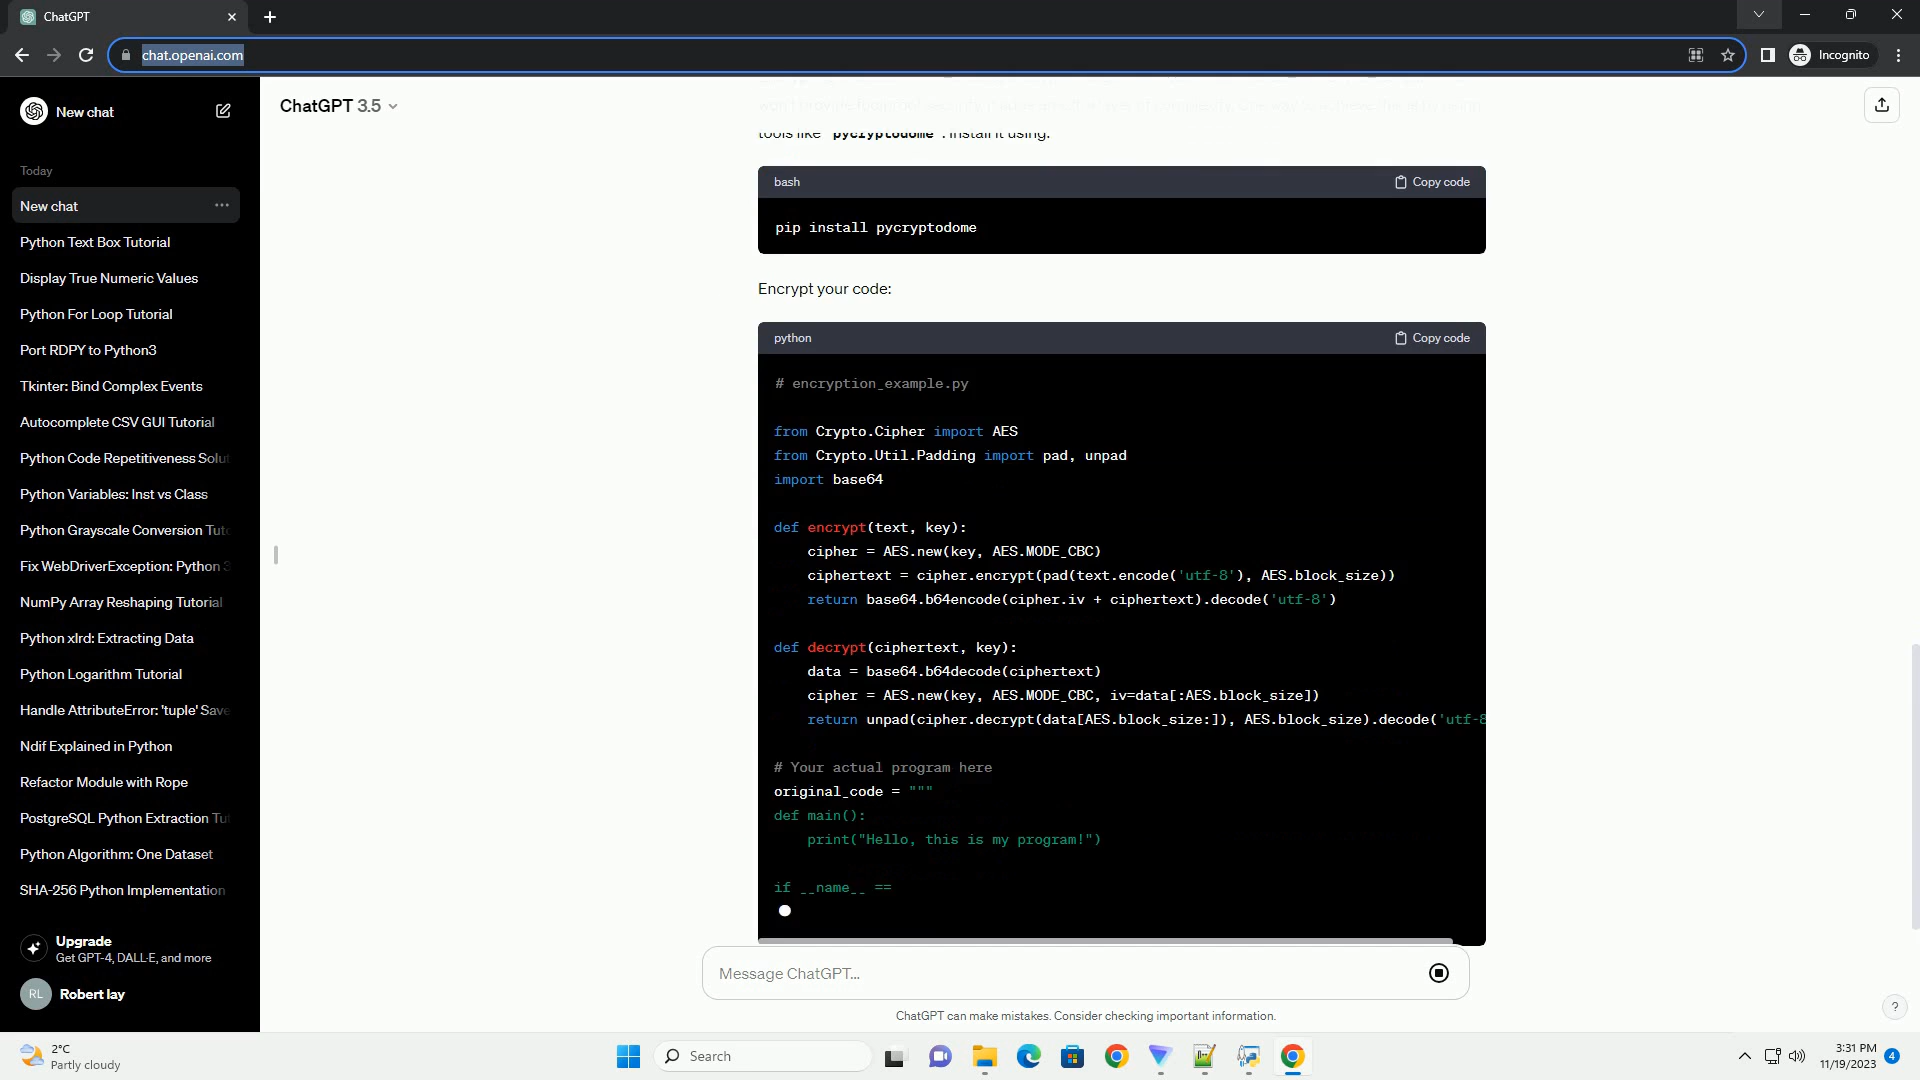 ChatGPT
chat.openai.com
Incognito
New chat
Today
New chat
Python Text Box Tutorial
Display True Numeric Values
Python For Loop Tutorial
Port RDPY to Python3
Tkinter: Bind Complex Events
Autocomplete CSV GUI Tutorial
Python Code Repetitiveness Solut
Python Variables: Inst vs Class
Python Grayscale Conversion Tuto
Fix WebDriverException: Python 3
NumPy Array Reshaping Tutorial
Python xlrd: Extracting Data
Python Logarithm Tutorial
Handle AttributeError: 'tuple' Save
Ndif Explained in Python
Refactor Module with Rope
PostgreSQL Python Extraction Tut
Python Algorithm: One Dataset
SHA-256 Python Implementation
Upgrade
Get GPT-4, DALL·E, and more
RL
Robert lay
ChatGPT 3.5
tools like `pycryptodome`. Install it using:
bash
Copy code
pip install pycryptodome
Encrypt your code:
python
Copy code
# encryption_example.py
from Crypto.Cipher import AES
from Crypto.Util.Padding import pad, unpad
import base64
def encrypt(text, key):
cipher = AES.new(key, AES.MODE_CBC)
ciphertext = cipher.encrypt(pad(text.encode('utf-8'), AES.block_size))
return base64.b64encode(cipher.iv + ciphertext).decode('utf-8')
def decrypt(ciphertext, key):
data = base64.b64decode(ciphertext)
cipher = AES.new(key, AES.MODE_CBC, iv=data[:AES.block_size])
return unpad(cipher.decrypt(data[AES.block_size:]), AES.block_size).decode('utf-8
# Your actual program here
original_code = """
def main():
print("Hello, this is my program!")
if __name__ ==
Message ChatGPT...
ChatGPT can make mistakes. Consider checking important information.
?
2°C
Partly cloudy
Search
3:31 PM
11/19/2023
4